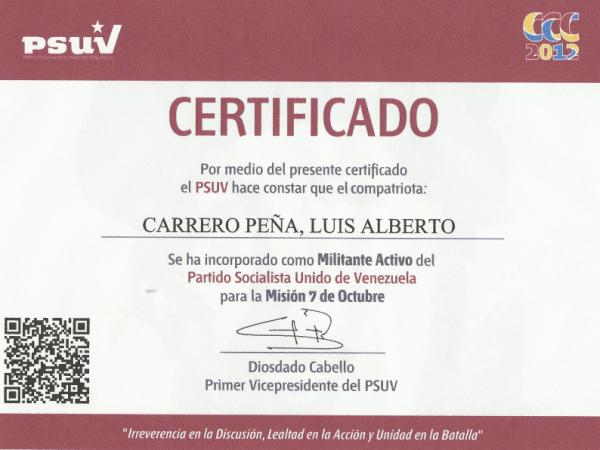 PSUV
CCC
2012
CERTIFICADO
Por medio del presente certificado
el PSUV hace constar que el compatriota:
CARRERO PEÑA, LUIS ALBERTO
Se ha incorporado como Militante Activo del
Partido Socialista Unido de Venezuela
para la Misión 7 de Octubre
Diosdado Cabello
Primer Vicepresidente del PSUV
"Irreverencia en la Discusión, Lealtad en la Acción y Unidad en la Batalla"